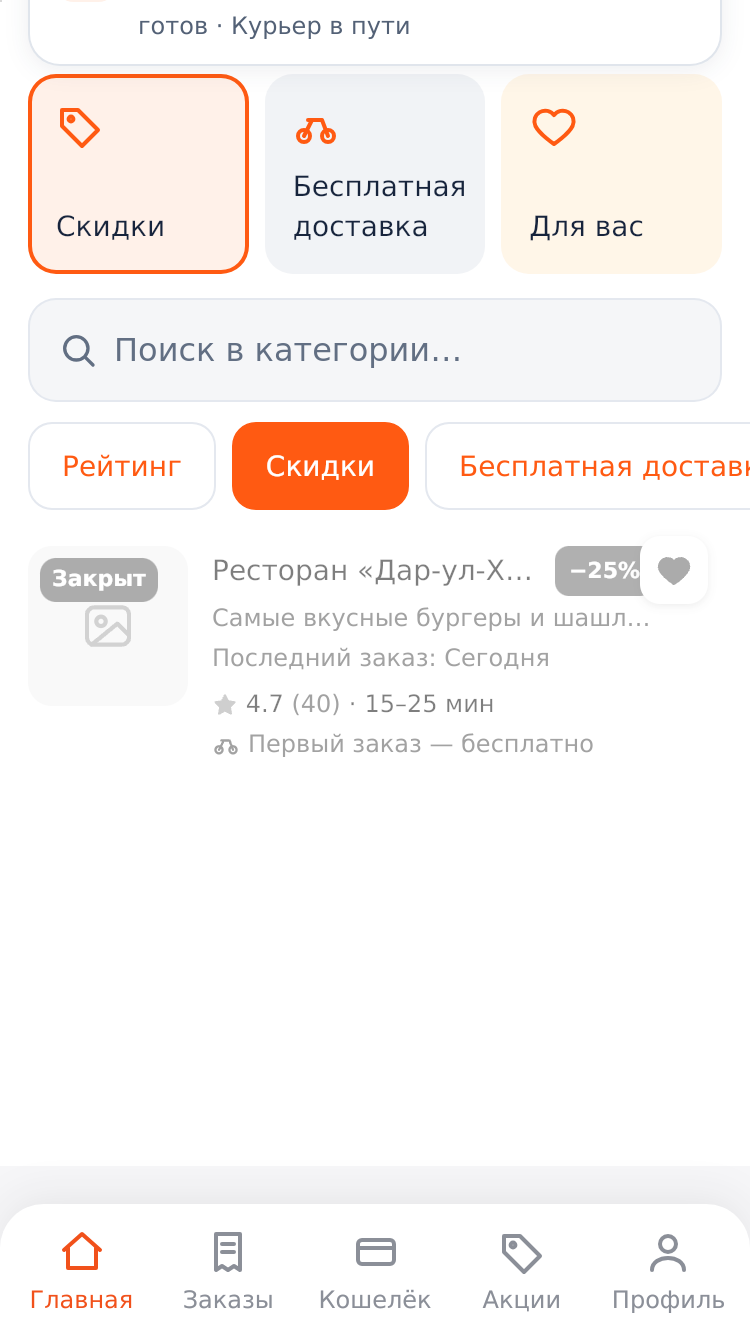 готов · Курьер в пути
Скидки
Бесплатная
доставка
Для вас
Поиск в категории...
Рейтинг
Скидки
Бесплатная достав
Закрыт
Ресторан «Дар-ул-Х...
−25%
Самые вкусные бургеры и шашл...
Последний заказ: Сегодня
4.7 (40) · 15–25 мин
Первый заказ — бесплатно
Главная
Заказы
Кошелёк
Акции
Профиль